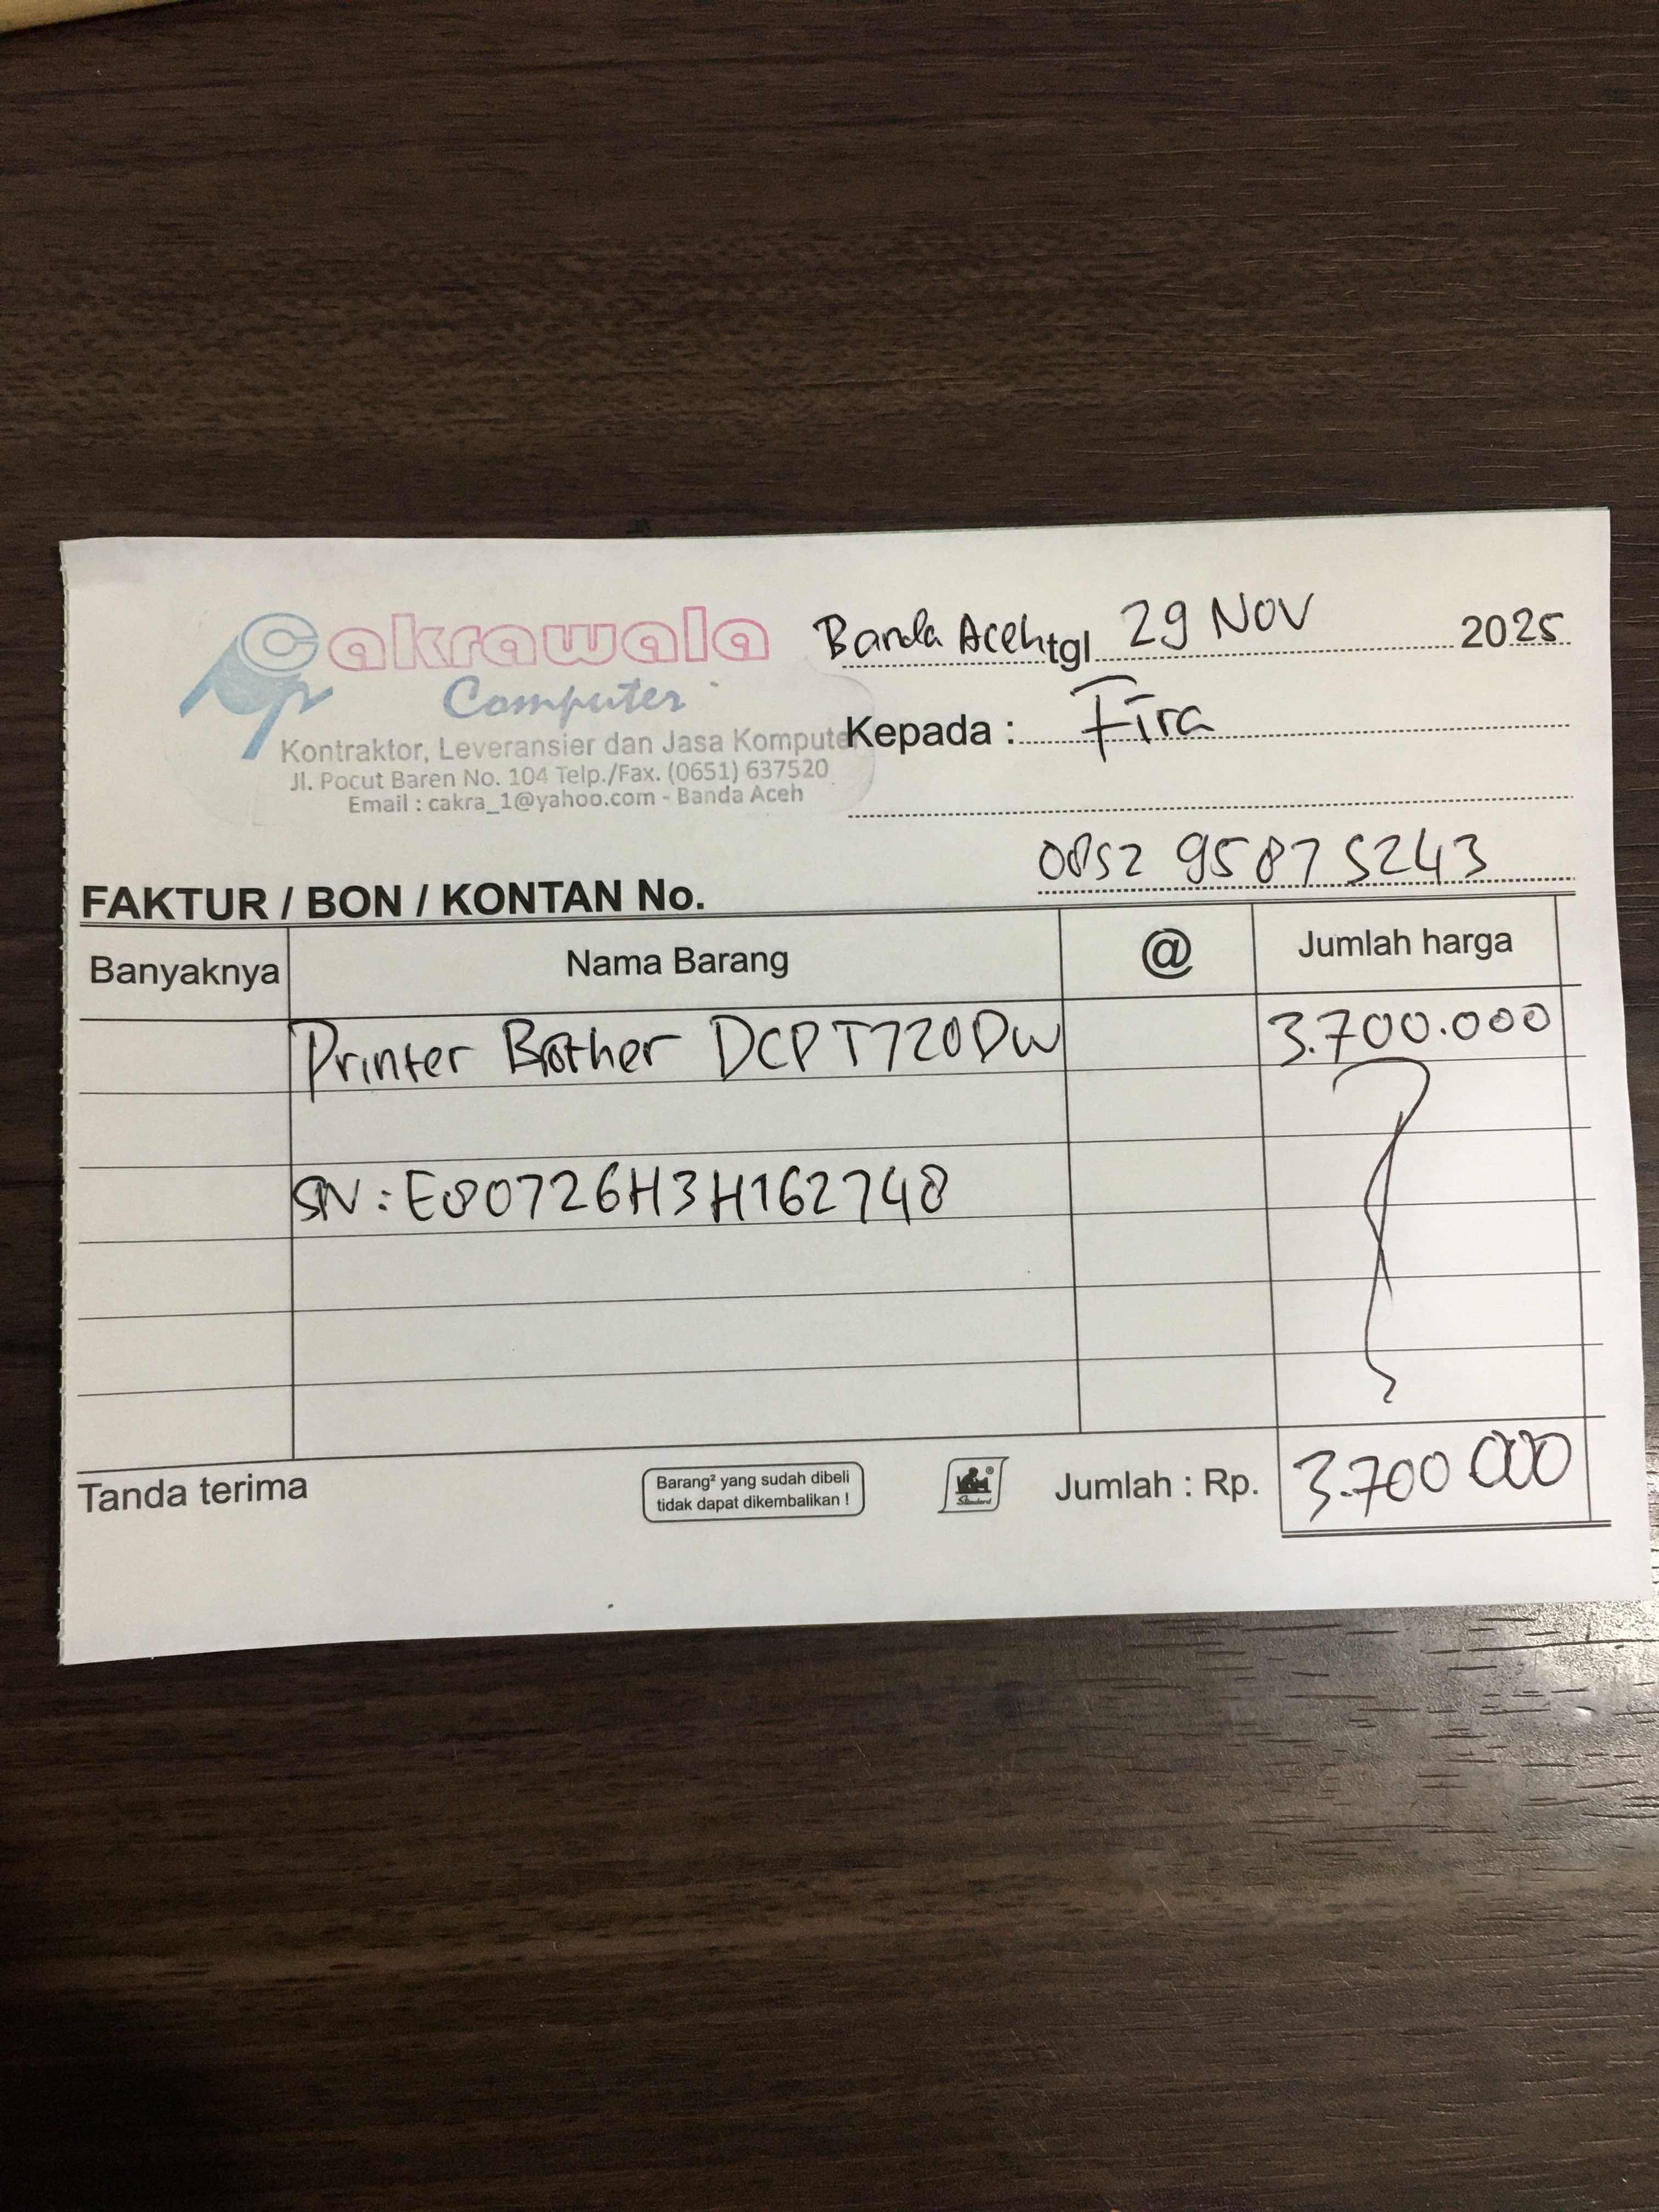 Cakrawala
Computer
Kontraktor, Leveransier dan Jasa Komputer
Jl. Pocut Baren No. 104 Telp./Fax. (0651) 637520
Email : cakra_1@yahoo.com - Banda Aceh
Banda Aceh tgl 29 NOV 2025
Kepada : Fira
0852 9587 5243
FAKTUR / BON / KONTAN No.
Banyaknya Nama Barang @ Jumlah harga
Printer Brother DCPT720DW 3.700.000
SN : E80726H3H162748
Tanda terima
Barang² yang sudah dibeli
tidak dapat dikembalikan !
Standard
Jumlah : Rp. 3.700 000